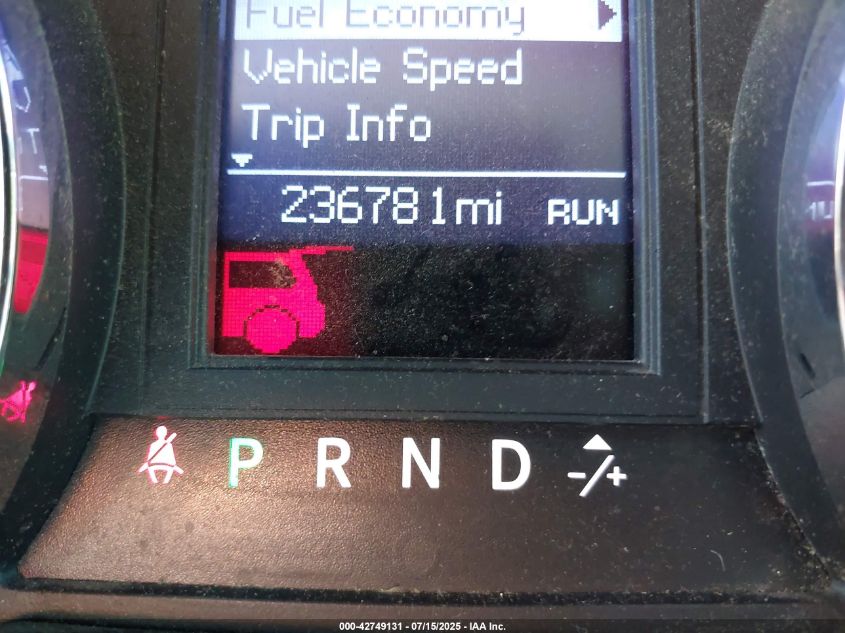 Fuel Economy
Vehicle Speed
Trip Info
236781mi RUN
P R N D -/+
000-42749131 - 07/15/2025 - IAA Inc.